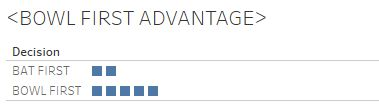 <BOWL FIRST ADVANTAGE>
Decision
BAT FIRST
BOWL FIRST